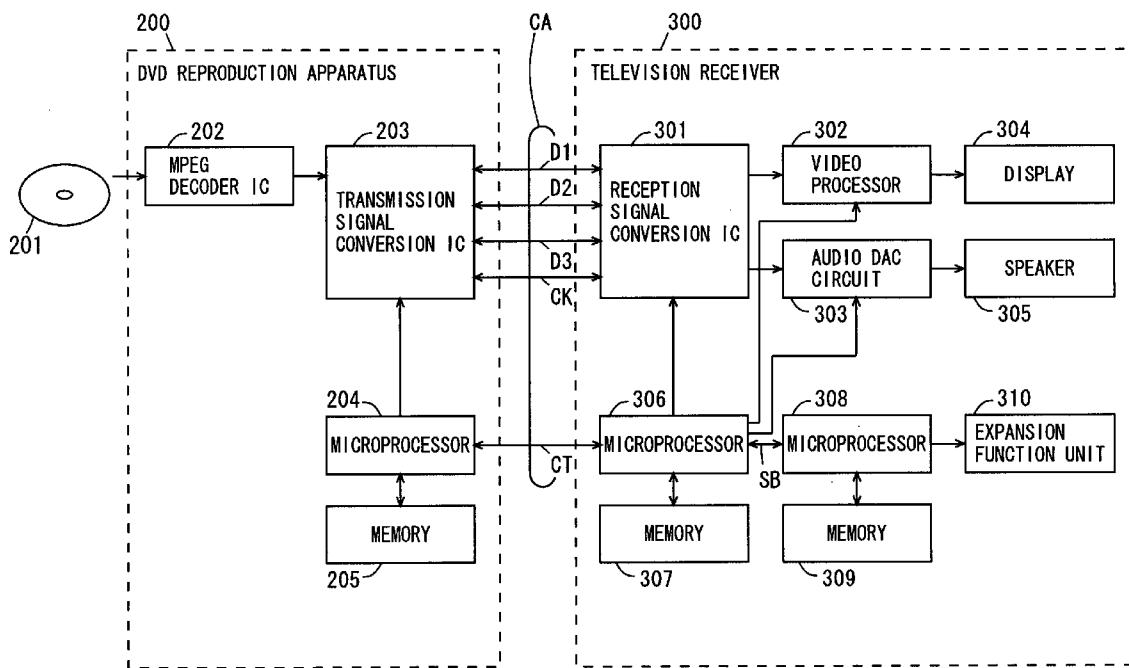 200
CA
300
DVD REPRODUCTION APPARATUS
TELEVISION RECEIVER
202
203
301
302
304
MPEG
DECODER IC
TRANSMISSION
SIGNAL
CONVERSION IC
D1
D2
D3
CK
RECEPTION
SIGNAL
CONVERSION IC
VIDEO
PROCESSOR
DISPLAY
201
AUDIO DAC
CIRCUIT
SPEAKER
303
305
204
306
308
310
MICROPROCESSOR
CT
MICROPROCESSOR
SB
MICROPROCESSOR
EXPANSION
FUNCTION UNIT
MEMORY
MEMORY
MEMORY
205
307
309